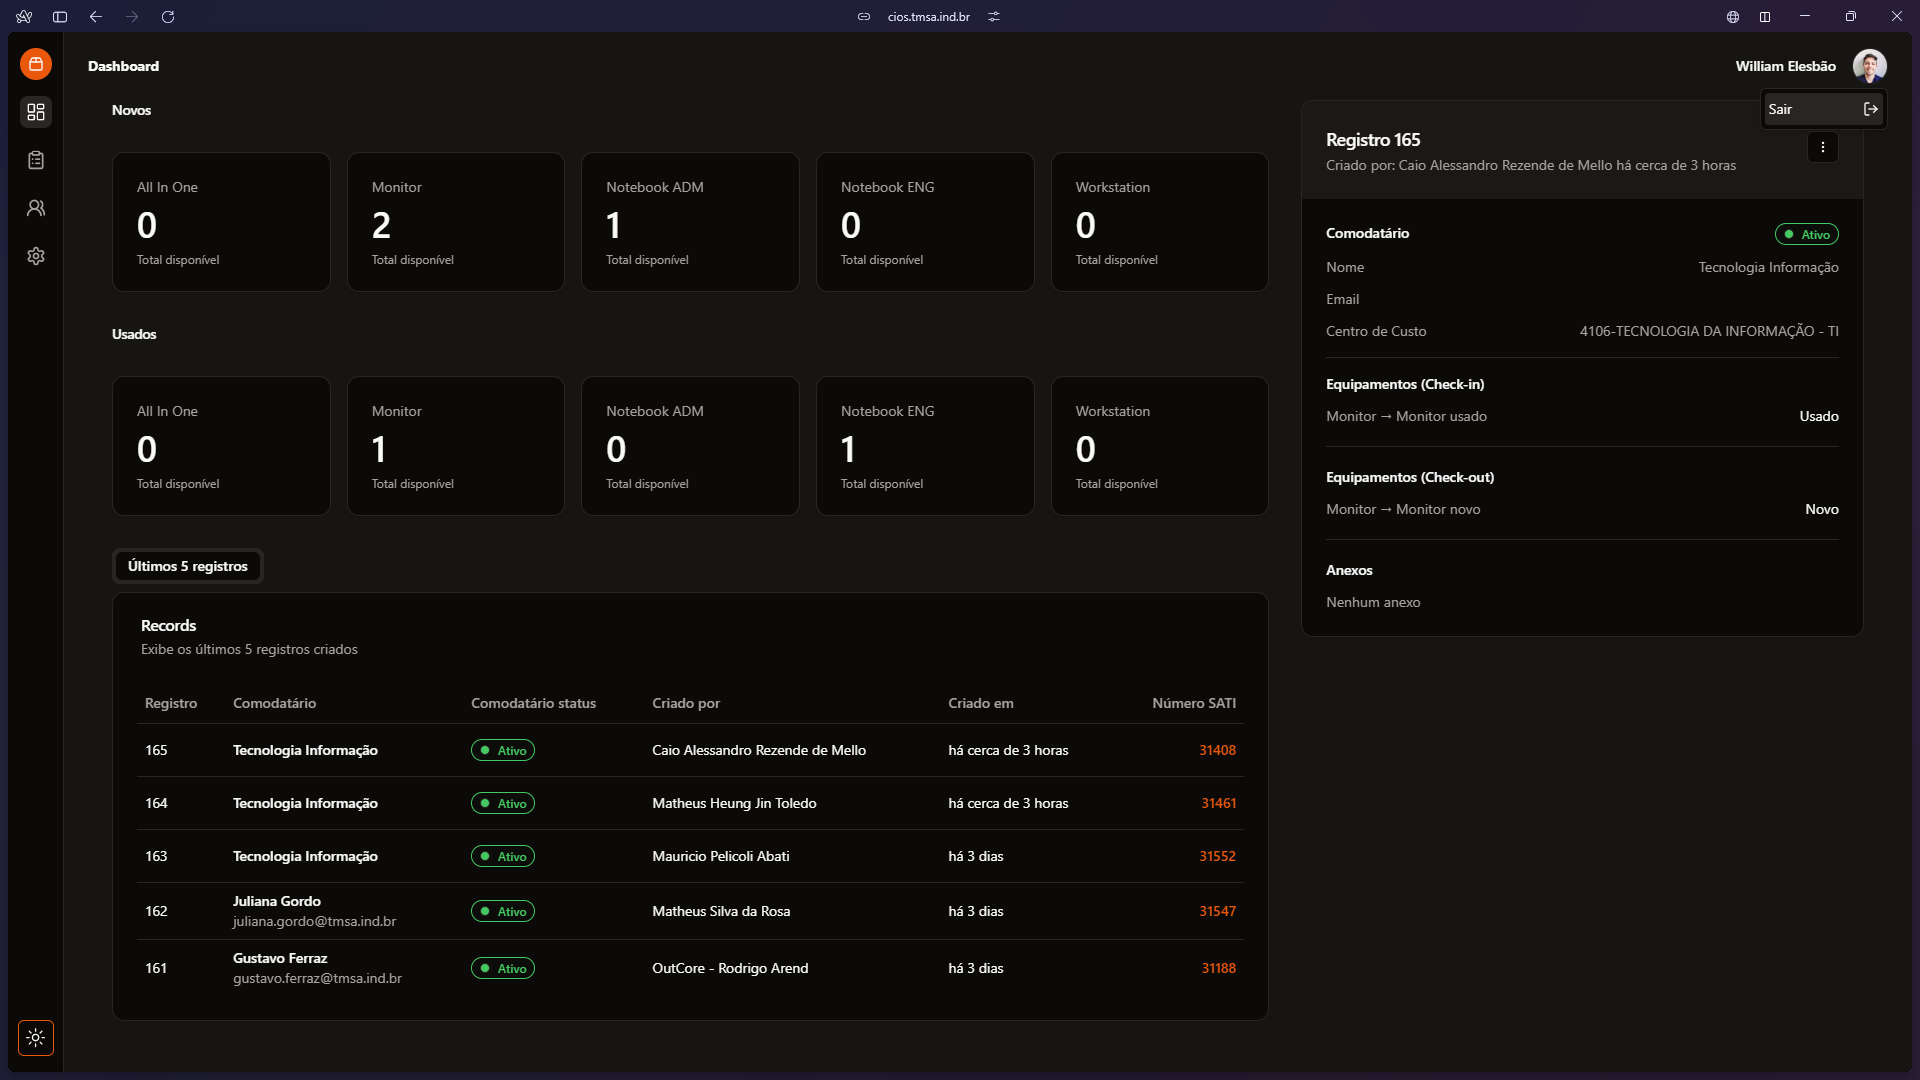 cios.tmsa.ind.br
Dashboard
William Elesbão
Sair
Novos
All In One
0
Total disponível
Monitor
2
Total disponível
Notebook ADM
1
Total disponível
Notebook ENG
0
Total disponível
Workstation
0
Total disponível
Usados
All In One
0
Total disponível
Monitor
1
Total disponível
Notebook ADM
0
Total disponível
Notebook ENG
1
Total disponível
Workstation
0
Total disponível
Últimos 5 registros
Records
Exibe os últimos 5 registros criados
Registro Comodatário Comodatário status Criado por Criado em Número SATI
165 Tecnologia Informação Ativo Caio Alessandro Rezende de Mello há cerca de 3 horas 31408
164 Tecnologia Informação Ativo Matheus Heung Jin Toledo há cerca de 3 horas 31461
163 Tecnologia Informação Ativo Mauricio Pelicoli Abati há 3 dias 31552
162 Juliana Gordo Ativo Matheus Silva da Rosa há 3 dias 31547
juliana.gordo@tmsa.ind.br
161 Gustavo Ferraz Ativo OutCore - Rodrigo Arend há 3 dias 31188
gustavo.ferraz@tmsa.ind.br
Registro 165
Criado por: Caio Alessandro Rezende de Mello há cerca de 3 horas
Comodatário Ativo
Nome Tecnologia Informação
Email
Centro de Custo 4106-TECNOLOGIA DA INFORMAÇÃO - TI
Equipamentos (Check-in)
Monitor → Monitor usado Usado
Equipamentos (Check-out)
Monitor → Monitor novo Novo
Anexos
Nenhum anexo